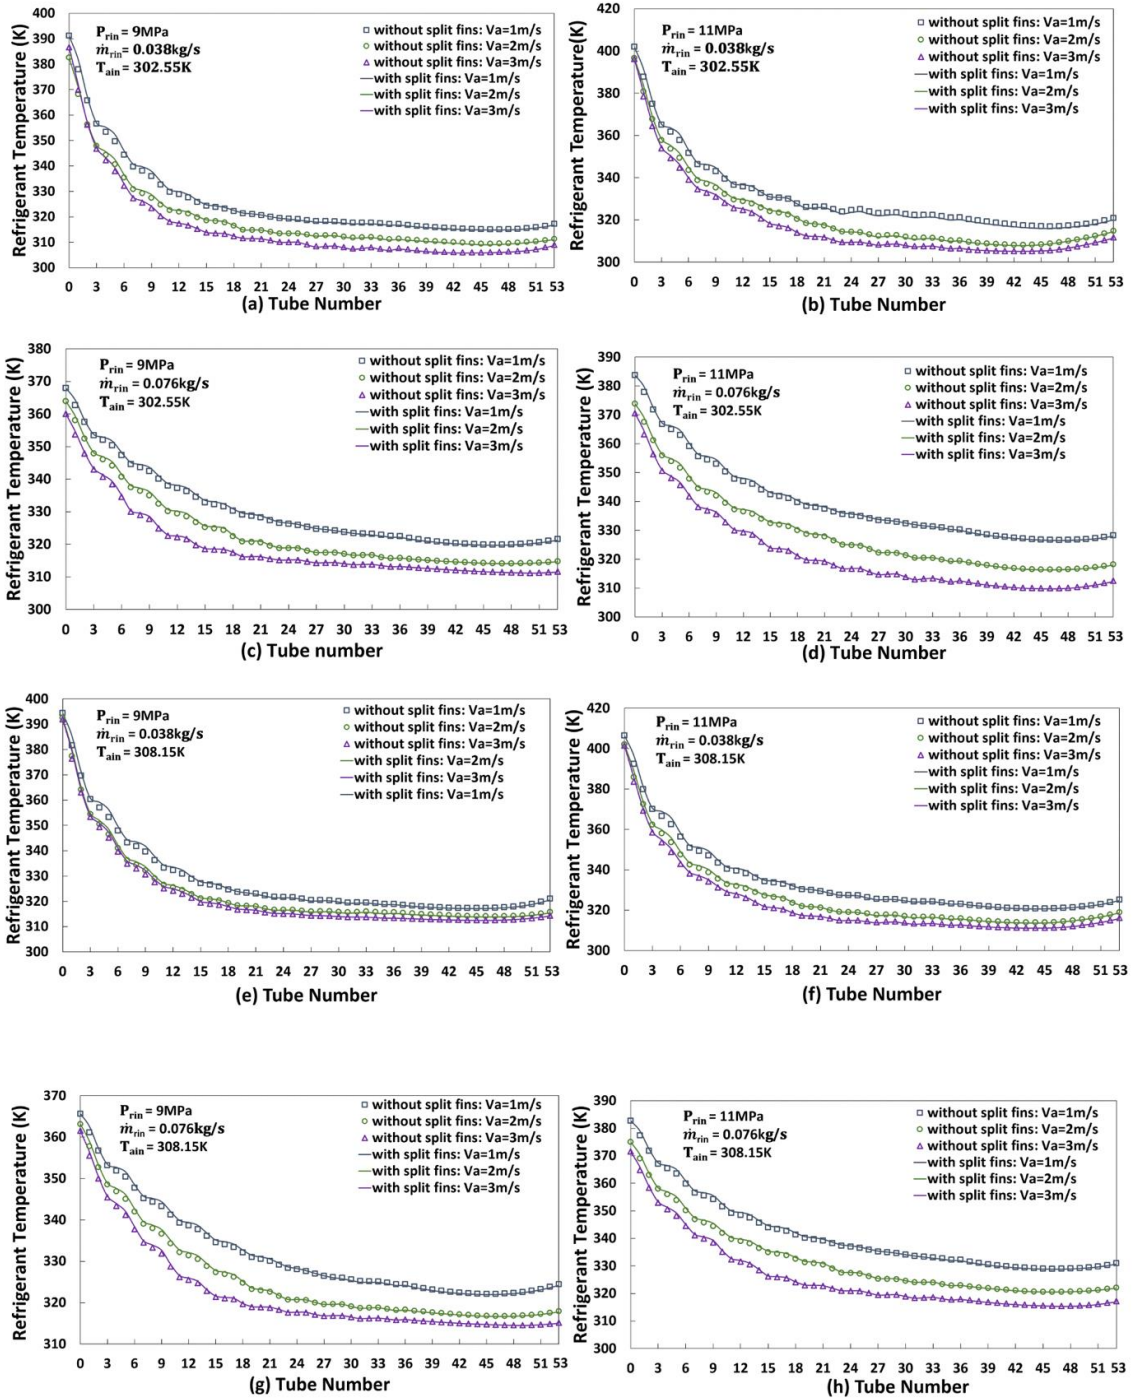 Refrigerant Temperature (K)
400
390
380
370
360
350
340
330
320
310
300
P_rin = 9MPa
ṁ_rin = 0.038kg/s
T_ain = 302.55K
without split fins: Va=1m/s
without split fins: Va=2m/s
without split fins: Va=3m/s
with split fins: Va=1m/s
with split fins: Va=2m/s
with split fins: Va=3m/s
0 3 6 9 12 15 18 21 24 27 30 33 36 39 42 45 48 51 53
(a) Tube Number
Refrigerant Temperature(K)
420
400
380
360
340
320
300
P_rin = 11MPa
ṁ_rin = 0.038kg/s
T_ain = 302.55K
without split fins: Va=1m/s
without split fins: Va=2m/s
without split fins: Va=3m/s
with split fins: Va=1m/s
with split fins: Va=2m/s
with split fins: Va=3m/s
0 3 6 9 12 15 18 21 24 27 30 33 36 39 42 45 48 51 53
(b) Tube Number
Refrigerant Temperature (K)
380
370
360
350
340
330
320
310
300
P_rin = 9MPa
ṁ_rin = 0.076kg/s
T_ain = 302.55K
without split fins: Va=1m/s
without split fins: Va=2m/s
without split fins: Va=3m/s
with split fins: Va=1m/s
with split fins: Va=2m/s
with split fins: Va=3m/s
0 3 6 9 12 15 18 21 24 27 30 33 36 39 42 45 48 51 53
(c) Tube number
Refrigerant Temperature (K)
390
380
370
360
350
340
330
320
310
300
P_rin = 11MPa
ṁ_rin = 0.076kg/s
T_ain = 302.55K
without split fins: Va=1m/s
without split fins: Va=2m/s
without split fins: Va=3m/s
with split fins: Va=1m/s
with split fins: Va=2m/s
with split fins: Va=3m/s
0 3 6 9 12 15 18 21 24 27 30 33 36 39 42 45 48 51 53
(d) Tube Number
Refrigerant Temperature (K)
400
390
380
370
360
350
340
330
320
310
300
P_rin = 9MPa
ṁ_rin = 0.038kg/s
T_ain = 308.15K
without split fins: Va=1m/s
without split fins: Va=2m/s
without split fins: Va=3m/s
with split fins: Va=2m/s
with split fins: Va=3m/s
with split fins: Va=1m/s
0 3 6 9 12 15 18 21 24 27 30 33 36 39 42 45 48 51 53
(e) Tube Number
Refrigerant Temperature (K)
420
400
380
360
340
320
300
P_rin = 11MPa
ṁ_rin = 0.038kg/s
T_ain = 308.15K
without split fins: Va=1m/s
without split fins: Va=2m/s
without split fins: Va=3m/s
with split fins: Va=1m/s
with split fins: Va=2m/s
with split fins: Va=3m/s
0 3 6 9 12 15 18 21 24 27 30 33 36 39 42 45 48 51 53
(f) Tube Number
Refrigerant Temperature (K)
370
360
350
340
330
320
310
P_rin = 9MPa
ṁ_rin = 0.076kg/s
T_ain = 308.15K
without split fins: Va=1m/s
without split fins: Va=2m/s
without split fins: Va=3m/s
with split fins: Va=1m/s
with split fins: Va=2m/s
with split fins: Va=3m/s
0 3 6 9 12 15 18 21 24 27 30 33 36 39 42 45 48 51 53
(g) Tube Number
Refrigerant Temperature (K)
390
380
370
360
350
340
330
320
310
300
P_rin = 11MPa
ṁ_rin = 0.076kg/s
T_ain = 308.15K
without split fins: Va=1m/s
without split fins: Va=2m/s
without split fins: Va=3m/s
with split fins: Va=1m/s
with split fins: Va=2m/s
with split fins: Va=3m/s
0 3 6 9 12 15 18 21 24 27 30 33 36 39 42 45 48 51 53
(h) Tube Number